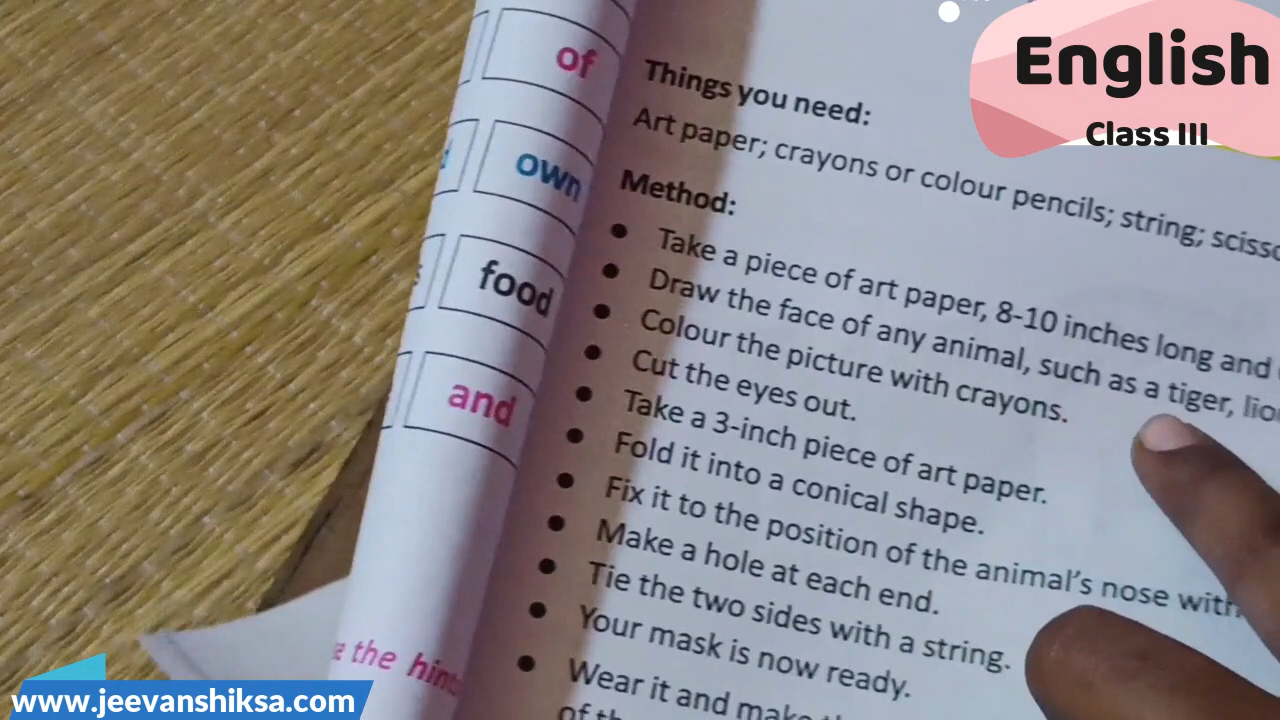 English
Class III
of
own
food
and
the hint
Things you need:
Art paper; crayons or colour pencils; string;
Method:
● Take a piece of art paper, 8-10 inches long and
● Draw the face of any animal, such as a tiger,
● Colour the picture with crayons.
● Cut the eyes out.
● Take a 3-inch piece of art paper.
● Fold it into a conical shape.
● Fix it to the position of the animal's nose with
● Make a hole at each end.
● Tie the two sides with a string.
● Your mask is now ready.
● Wear it and make
of
www.jeevanshiksa.com